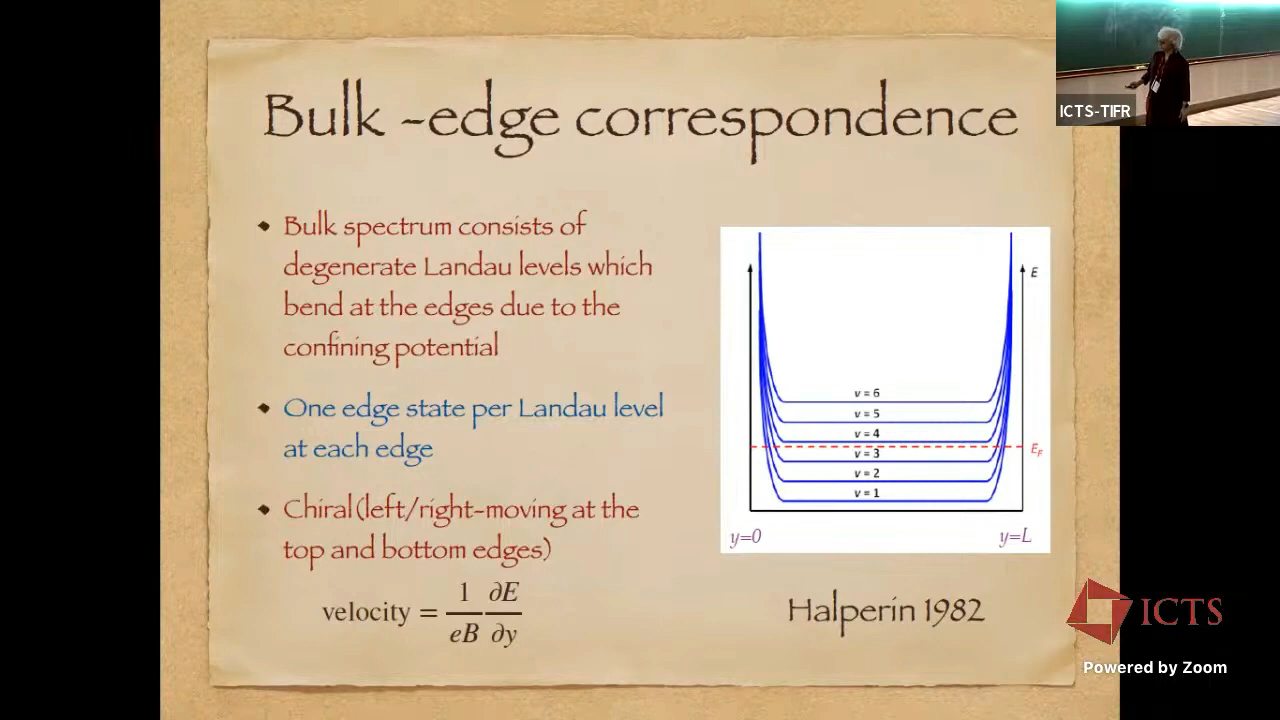 Bulk -edge correspondence
ICTS-TIFR
• Bulk spectrum consists of
degenerate Landau levels which
bend at the edges due to the
confining potential
• One edge state per Landau level
at each edge
• Chiral(left/right-moving at the
top and bottom edges)
velocity = 1/eB ∂E/∂y
E
ν = 6
ν = 5
ν = 4
E_F
ν = 3
ν = 2
ν = 1
y=0
y=L
Halperin 1982
ICTS
Powered by Zoom